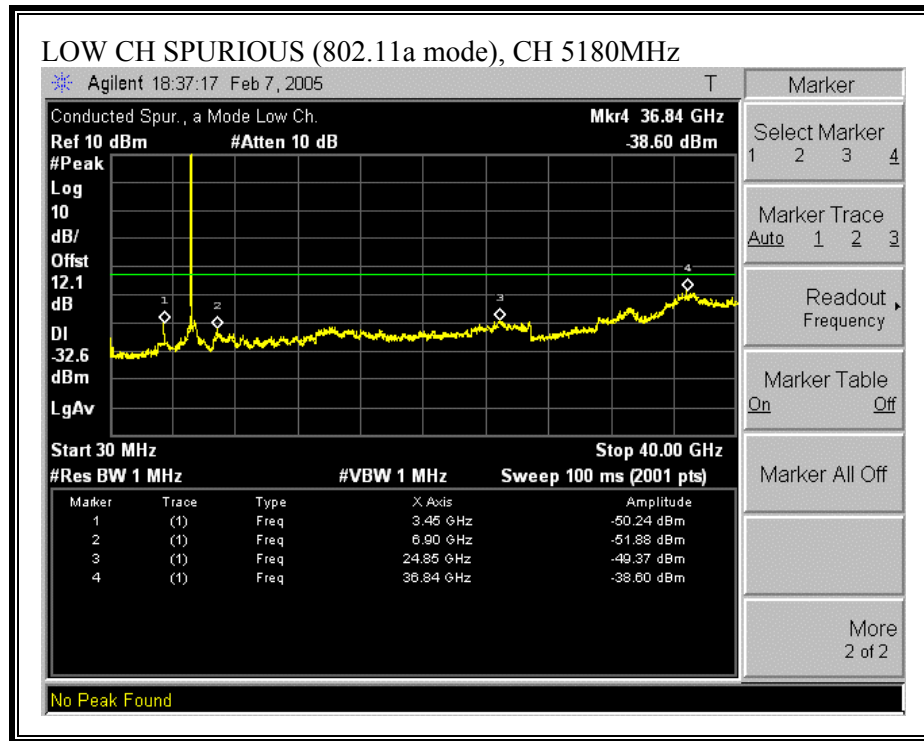 LOW CH SPURIOUS (802.11a mode), CH 5180MHz
Agilent 18:37:17 Feb 7, 2005 T
Conducted Spur., a Mode Low Ch. Mkr4 36.84 GHz
Ref 10 dBm #Atten 10 dB -38.60 dBm
#Peak
Log
10
dB/
Offst
12.1
dB
DI
-32.6
dBm
LgAv
1
2
3
4
Start 30 MHz Stop 40.00 GHz
#Res BW 1 MHz #VBW 1 MHz Sweep 100 ms (2001 pts)
Marker Trace Type X Axis Amplitude
1 (1) Freq 3.45 GHz -50.24 dBm
2 (1) Freq 6.90 GHz -51.88 dBm
3 (1) Freq 24.85 GHz -49.37 dBm
4 (1) Freq 36.84 GHz -38.60 dBm
No Peak Found
Marker
Select Marker
1 2 3 4
Marker Trace
Auto 1 2 3
Readout
Frequency
Marker Table
On Off
Marker All Off
More
2 of 2